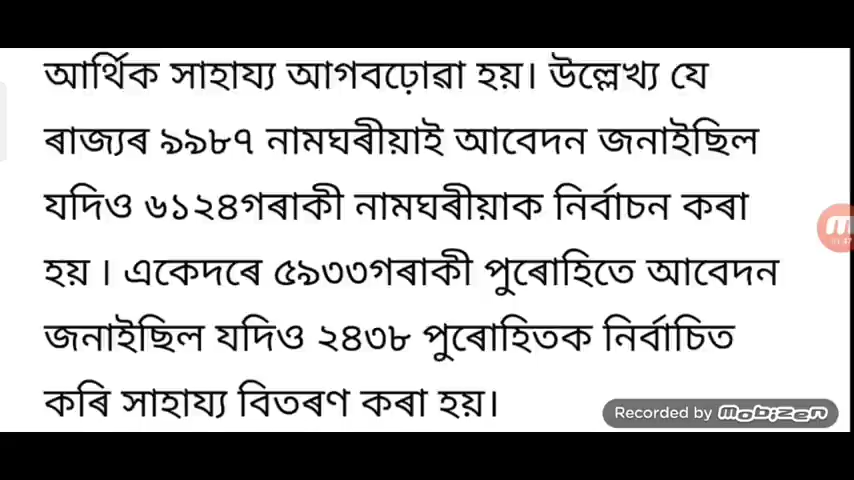 আৰ্থিক সাহায্য আগবঢ়োৱা হয়। উল্লেখ্য যে
ৰাজ্যৰ ৯৯৮৭ নামঘৰীয়াই আবেদন জনাইছিল
যদিও ৬১২৪গৰাকী নামঘৰীয়াক নিৰ্বাচন কৰা
হয় । একেদৰে ৫৯৩৩গৰাকী পুৰোহিতে আবেদন
জনাইছিল যদিও ২৪৩৮ পুৰোহিতক নিৰ্বাচিত
কৰি সাহায্য বিতৰণ কৰা হয়।
Recorded by Mobizen